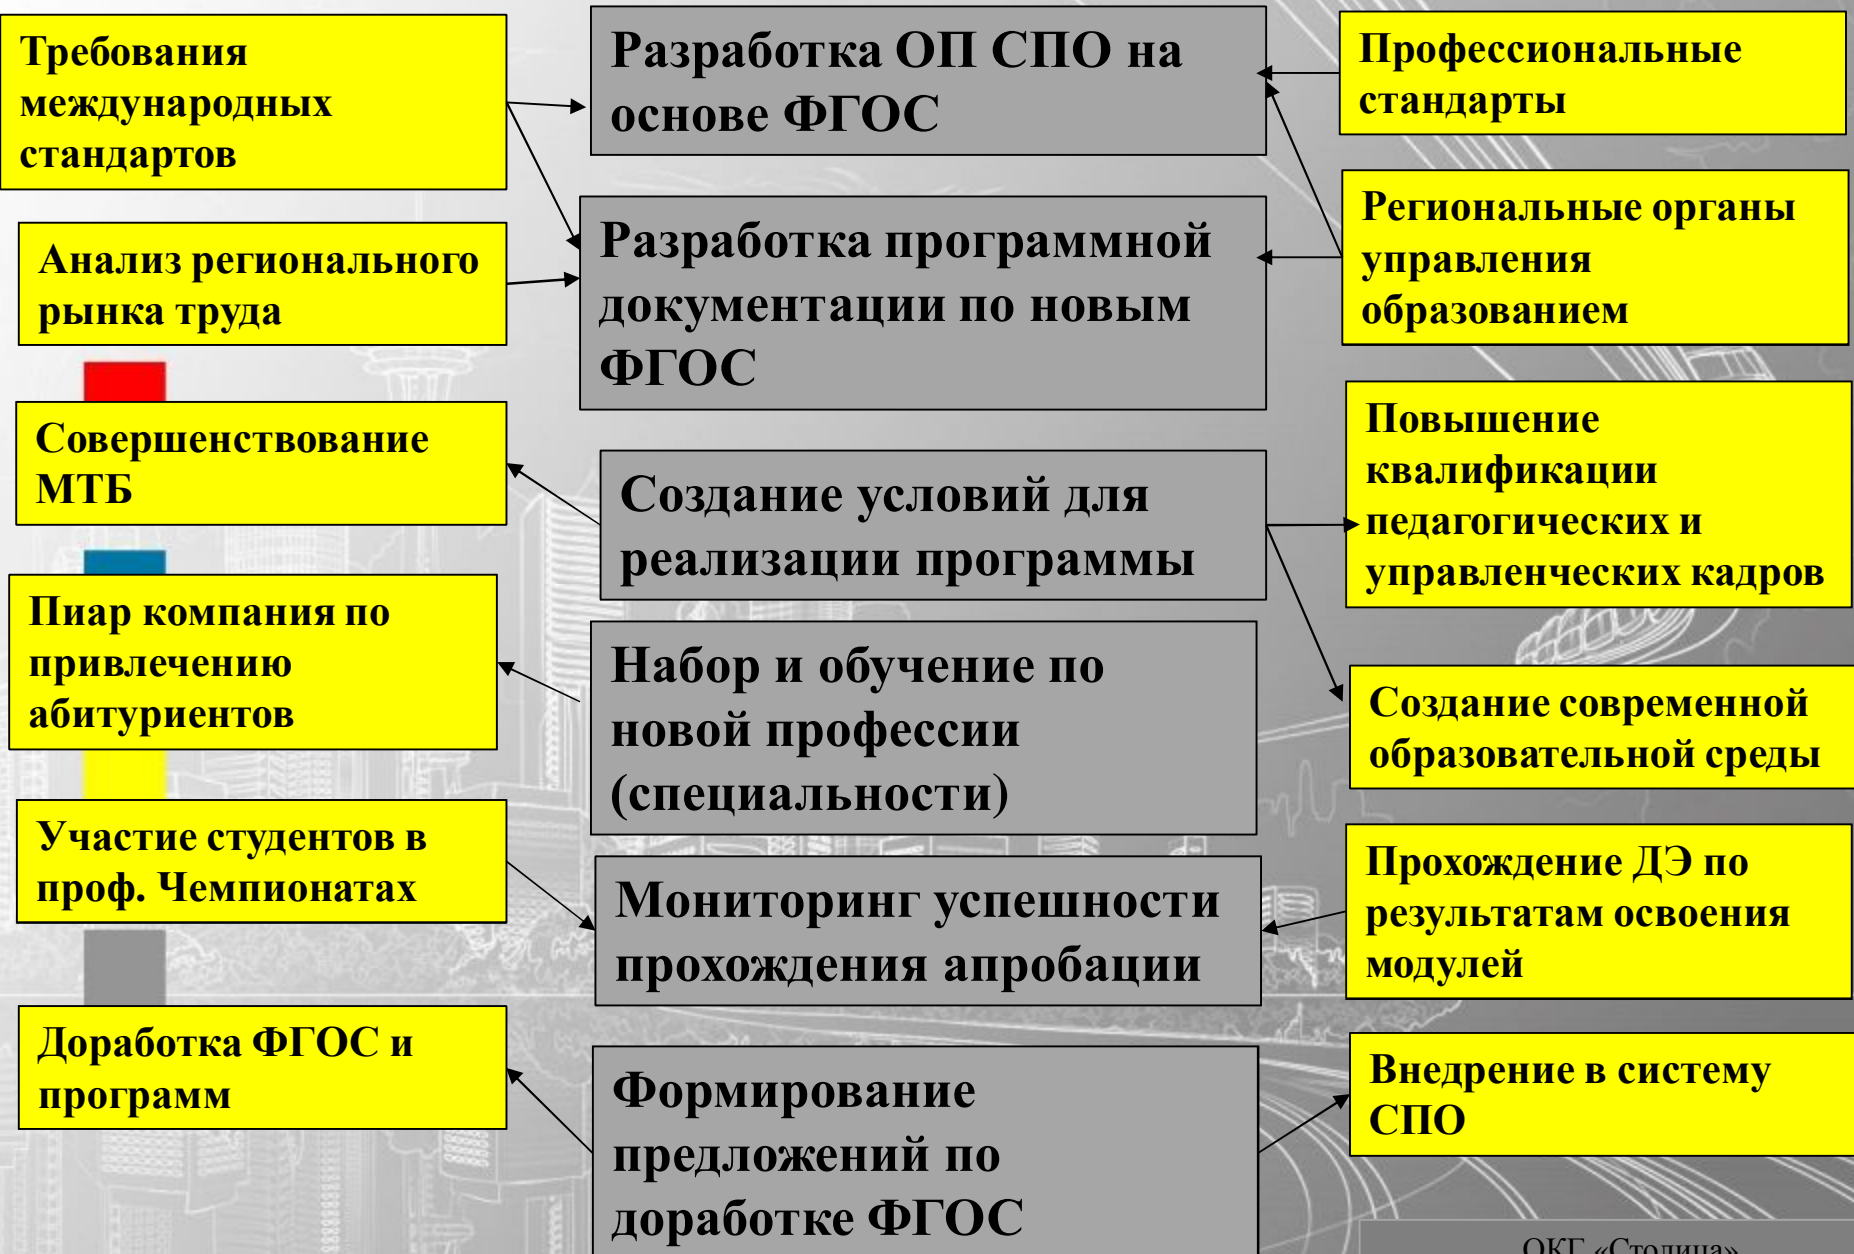 Требования
международных
стандартов
Разработка ОП СПО на
основе ФГОС
Профессиональные
стандарты
Анализ регионального
рынка труда
Разработка программной
документации по новым
ФГОС
Региональные органы
управления
образованием
Совершенствование
МТБ
Создание условий для
реализации программы
Повышение
квалификации
педагогических и
управленческих кадров
Пиар компания по
привлечению
абитуриентов
Набор и обучение по
новой профессии
(специальности)
Создание современной
образовательной среды
Участие студентов в
проф. Чемпионатах
Мониторинг успешности
прохождения апробации
Прохождение ДЭ по
результатам освоения
модулей
Доработка ФГОС и
программ
Формирование
предложений по
доработке ФГОС
Внедрение в систему
СПО
ОКГ «Столица»